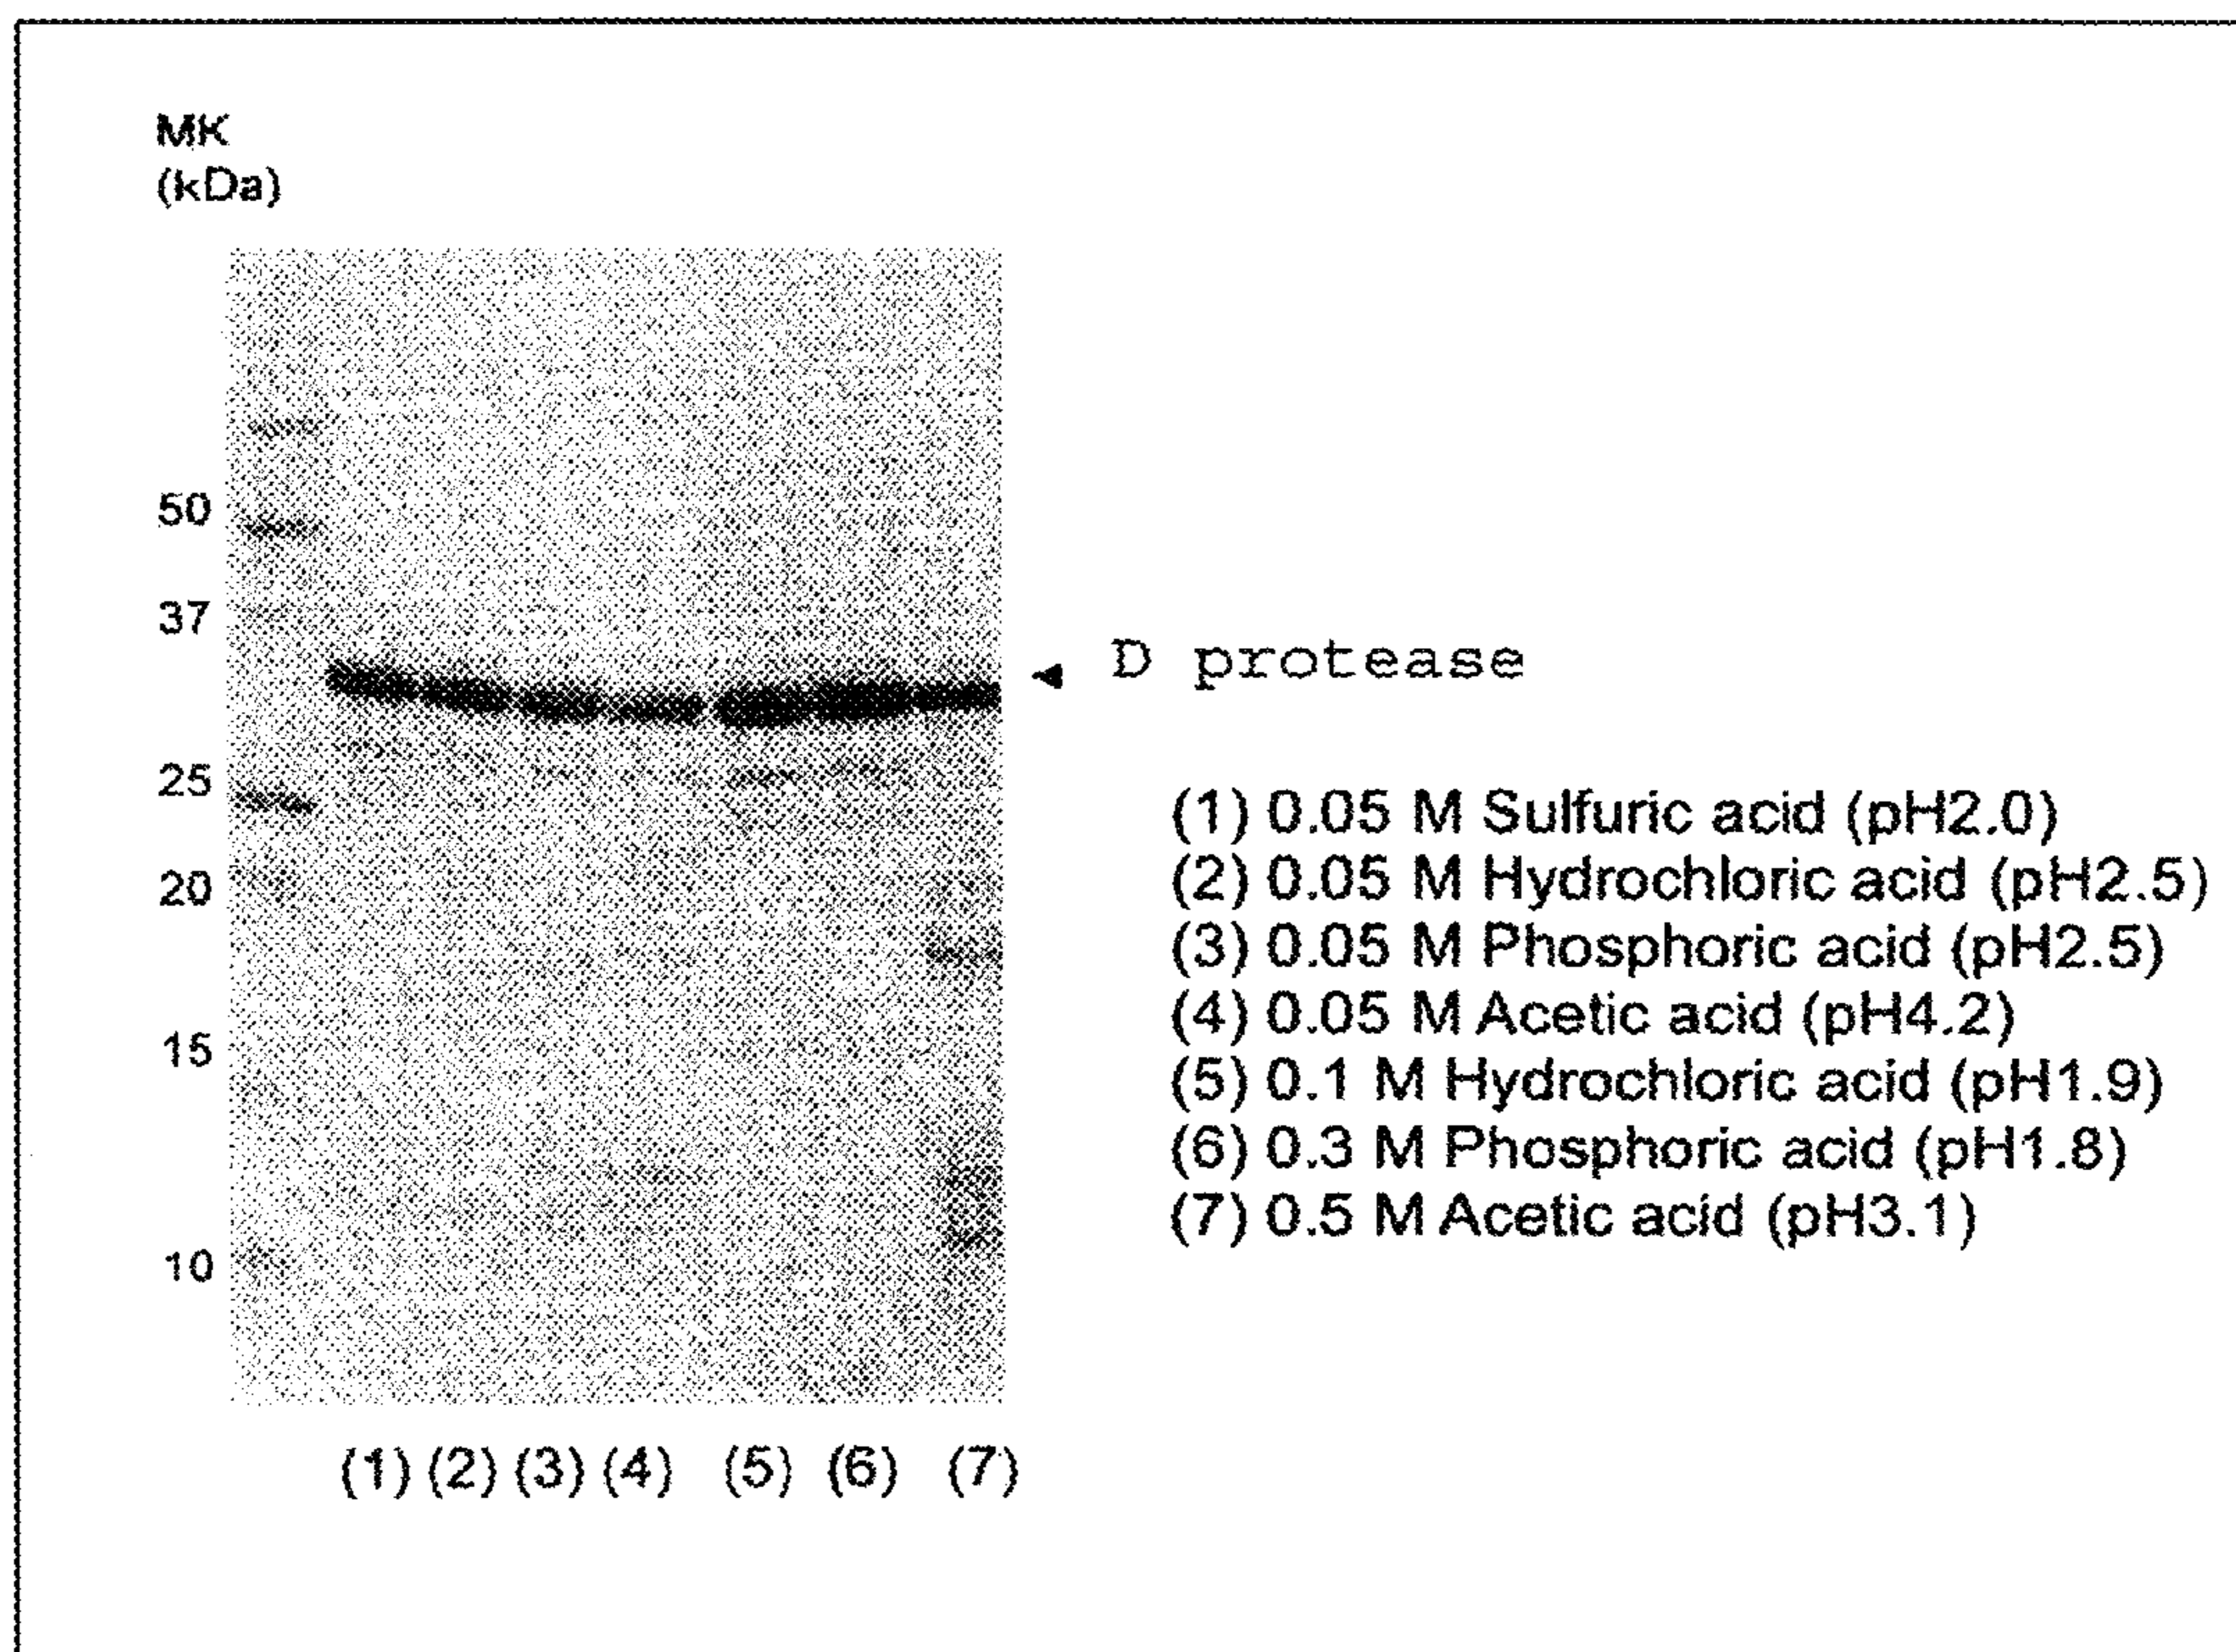 MK
(kDa)
50
37
25
20
15
10
D protease
(1) 0.05 M Sulfuric acid (pH2.0)
(2) 0.05 M Hydrochloric acid (pH2.5)
(3) 0.05 M Phosphoric acid (pH2.5)
(4) 0.05 M Acetic acid (pH4.2)
(5) 0.1 M Hydrochloric acid (pH1.9)
(6) 0.3 M Phosphoric acid (pH1.8)
(7) 0.5 M Acetic acid (pH3.1)
(1) (2) (3) (4) (5) (6) (7)